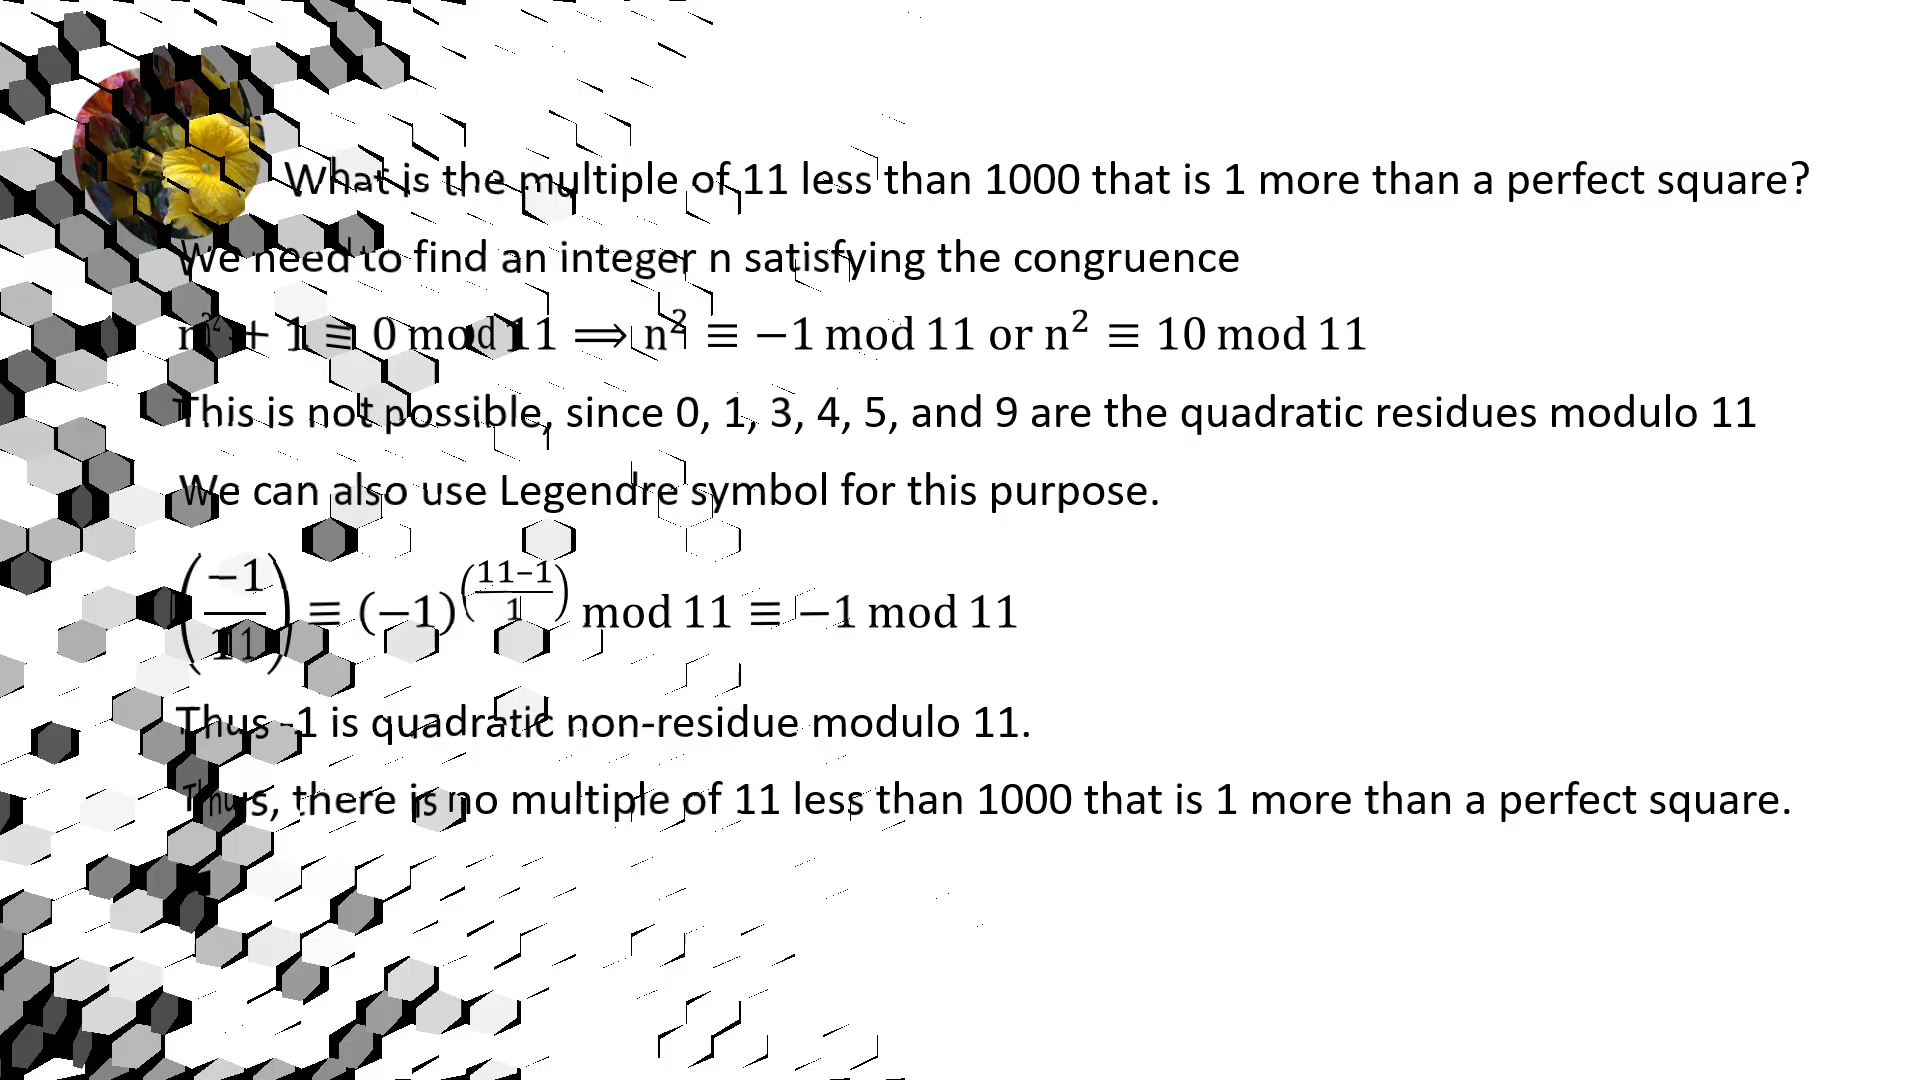 What is the multiple of 11 less than 1000 that is 1 more than a perfect square?
We need to find an integer n satisfying the congruence
n² + 1 ≡ 0 mod 11 ⟹ n² ≡ −1 mod 11 or n² ≡ 10 mod 11
This is not possible, since 0, 1, 3, 4, 5, and 9 are the quadratic residues modulo 11
We can also use Legendre symbol for this purpose.
(−1/11) ≡ (−1)^((11−1)/1) mod 11 ≡ −1 mod 11
Thus -1 is quadratic non-residue modulo 11.
Thus, there is no multiple of 11 less than 1000 that is 1 more than a perfect square.